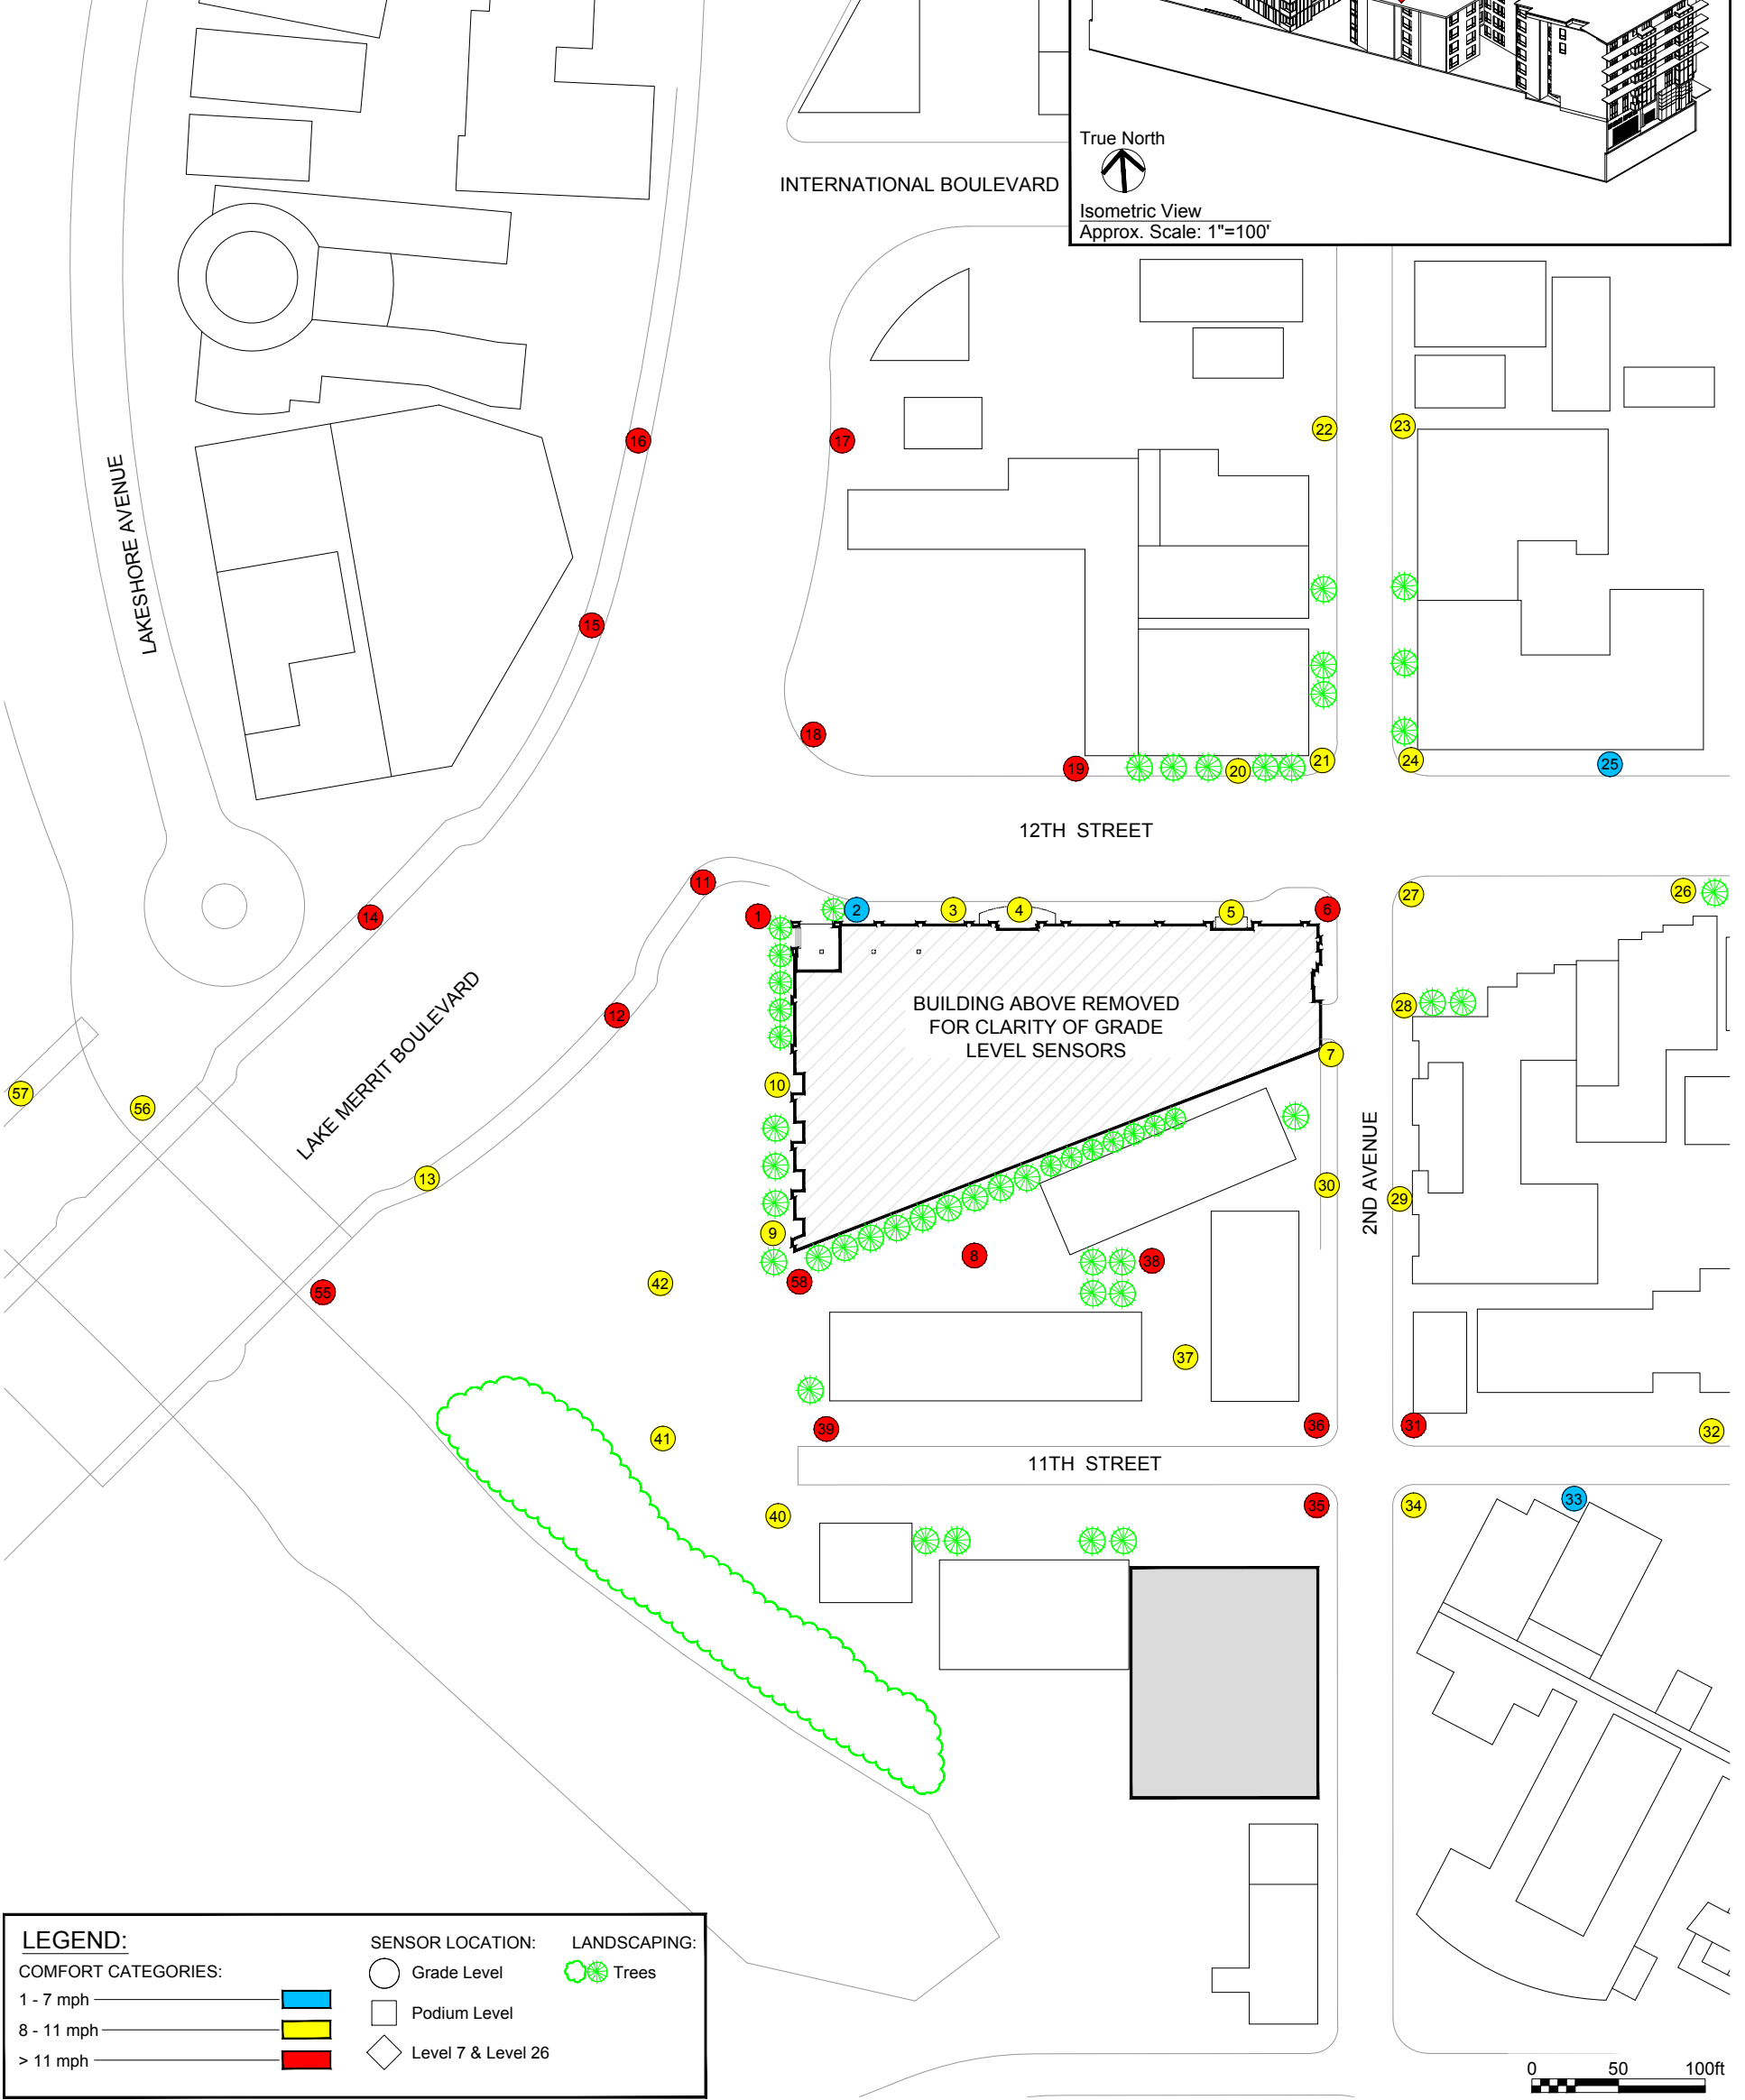 True North
Isometric View
Approx. Scale: 1"=100'
INTERNATIONAL BOULEVARD
LAKESHORE AVENUE
16
17
22
23
15
18
19
20
21
24
25
12TH STREET
11
1
2
3
4
5
6
27
26
14
12
BUILDING ABOVE REMOVED
FOR CLARITY OF GRADE
LEVEL SENSORS
28
7
10
57
56
LAKE MERRIT BOULEVARD
13
2ND AVENUE
30
29
9
8
38
58
42
55
37
39
36
31
32
41
11TH STREET
40
35
34
33
LEGEND:
COMFORT CATEGORIES:
1 - 7 mph
8 - 11 mph
> 11 mph
SENSOR LOCATION:
Grade Level
Podium Level
Level 7 & Level 26
LANDSCAPING:
Trees
0 50 100ft